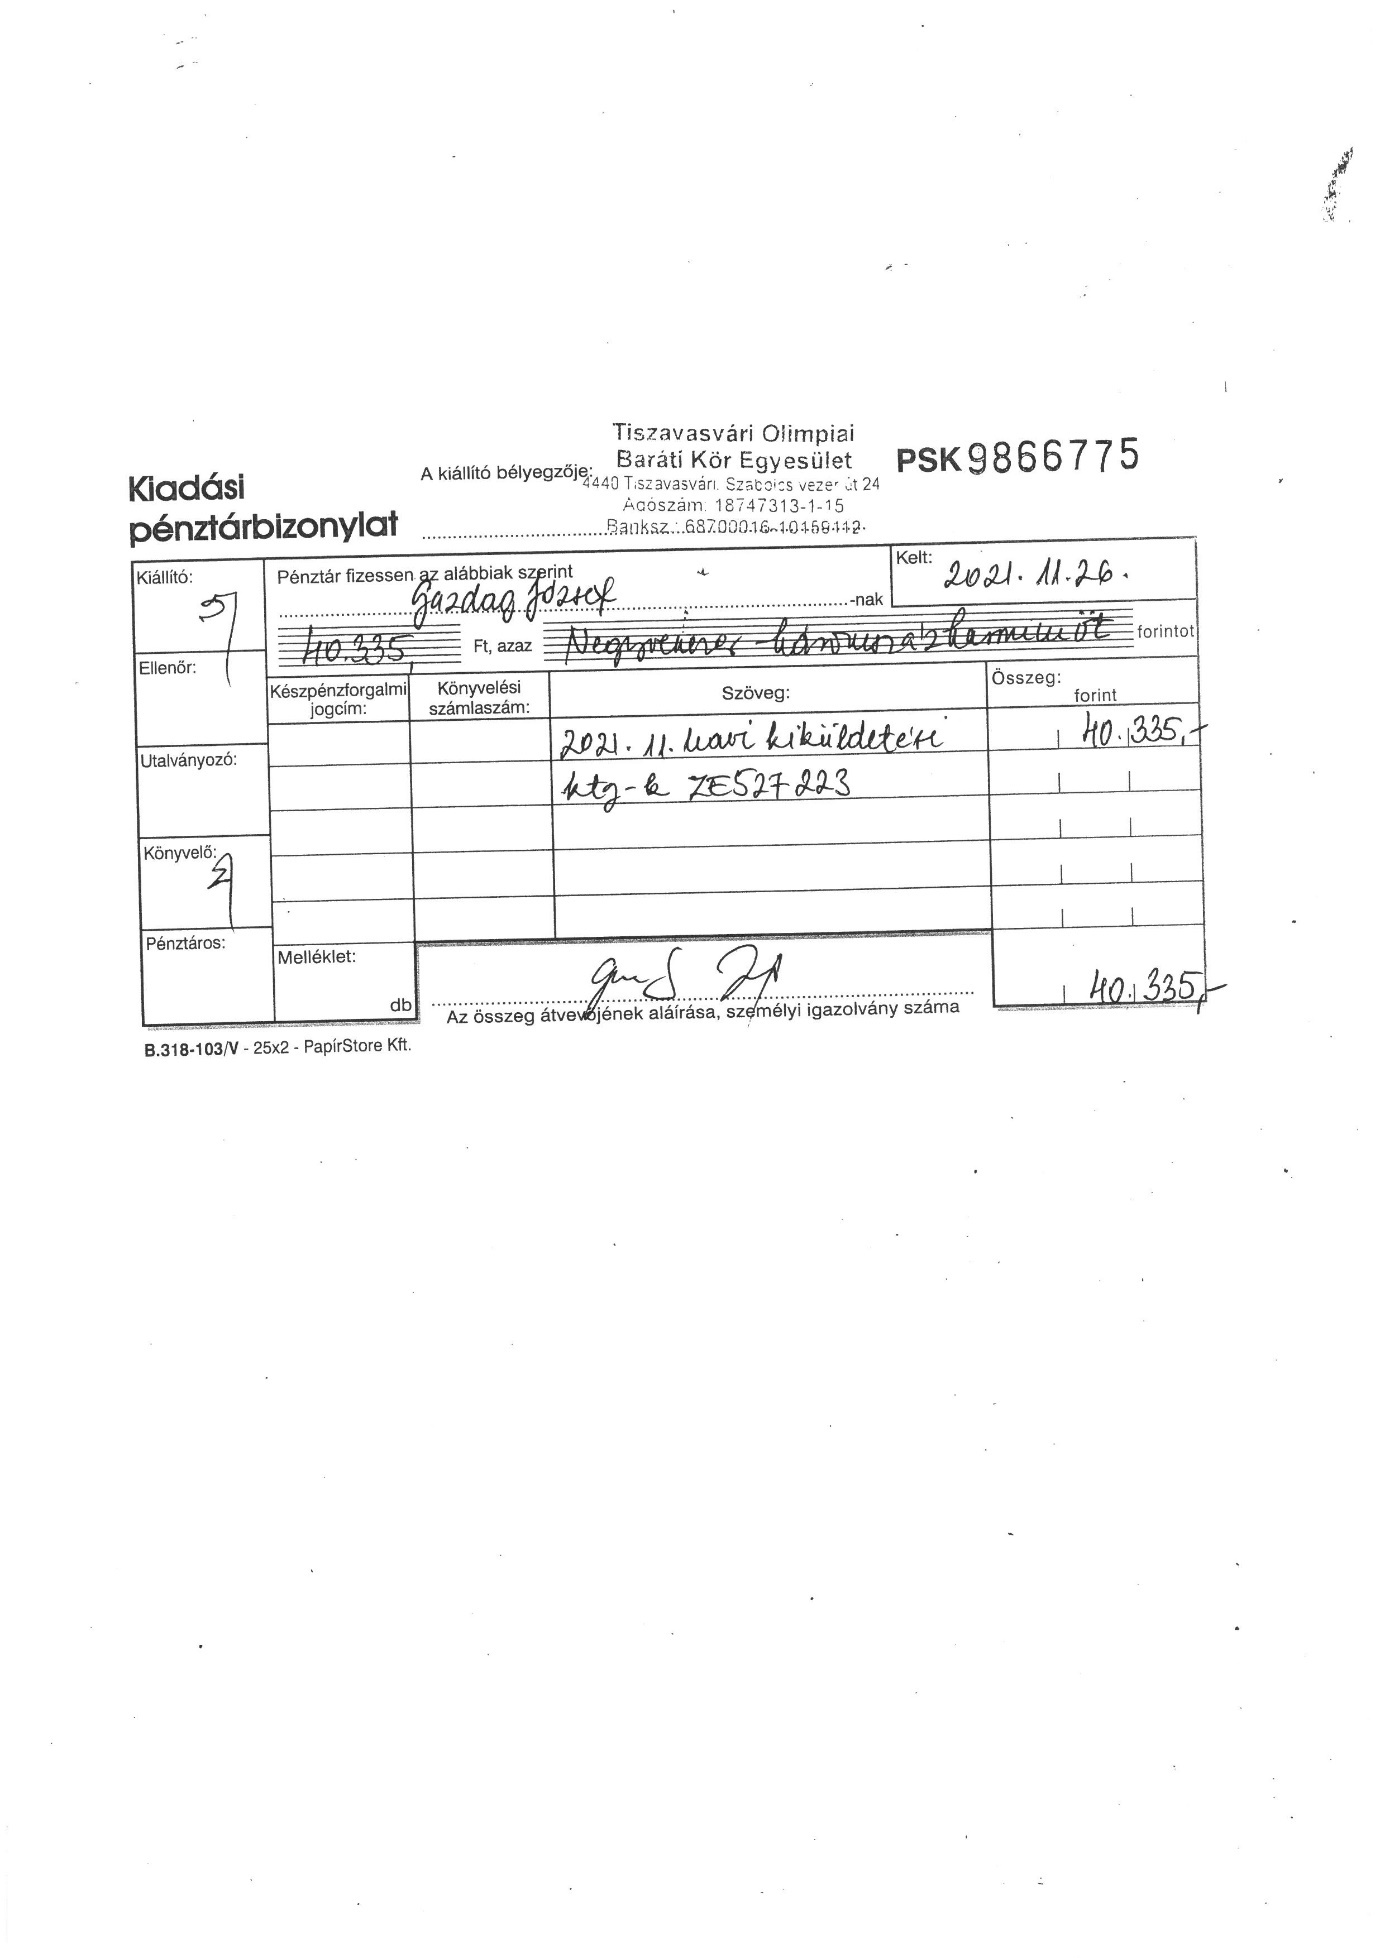 Tiszavasvári Olimpiai
Baráti Kör Egyesület
PSK 9866775
A kiállító bélyegzője:
4440 Tiszavasvári. Szabolcs vezér út 24
Adószám: 18747313-1-15
Banksz.: 68700016-10159112
Kiadási
pénztárbizonylat
Kiállító:
Pénztár fizessen az alábbiak szerint
Kelt: 2021. 11. 26.
Gazdag József -nak
40.335, Ft, azaz Negyvenezer-háromszázharmincöt forintot
Ellenőr:
Készpénzforgalmi jogcím:
Könyvelési számlaszám:
Szöveg:
Összeg: forint
2021. 11. havi kiküldetési 40.335,-
ktg-k ZE527223
Utalványozó:
Könyvelő:
Pénztáros:
Melléklet:
db
40.335,-
Az összeg átvevőjének aláírása, személyi igazolvány száma
B.318-103/V - 25x2 - PapírStore Kft.